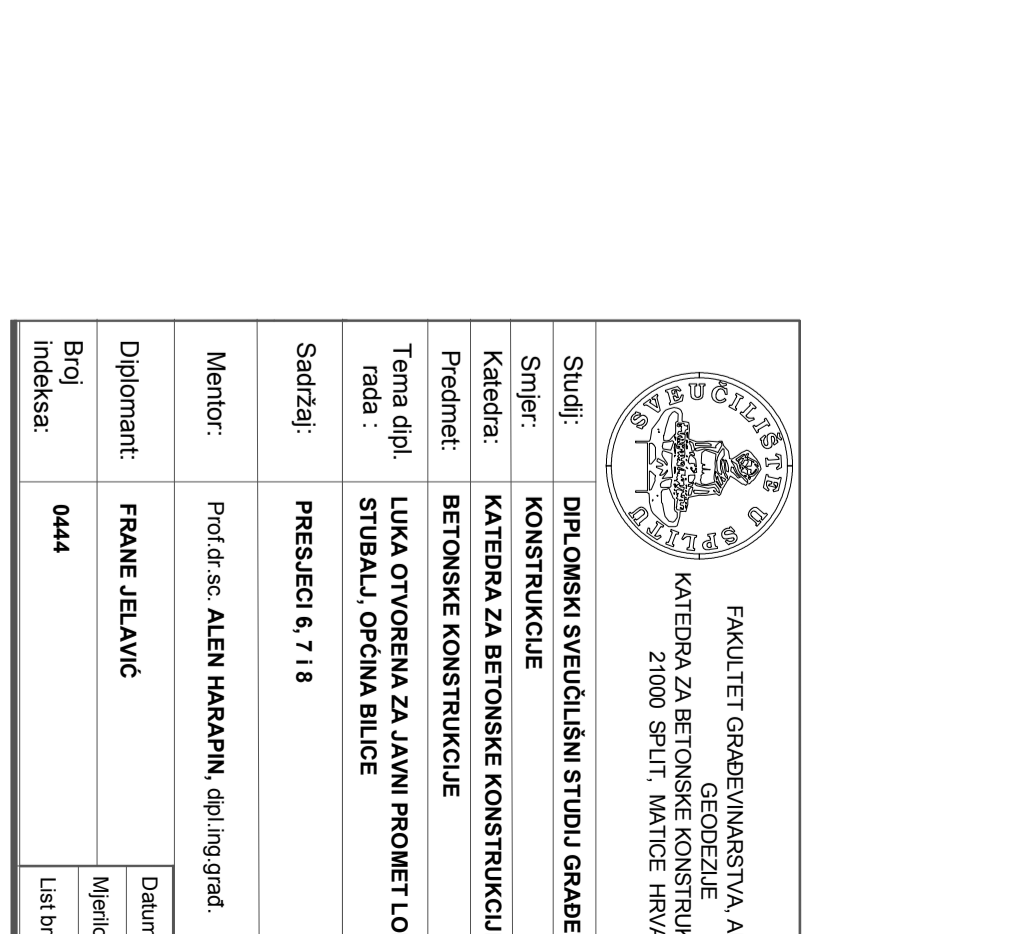 SVEUČILIŠTE U SPLITU
FAKULTET GRAĐEVINARSTVA, A
GEODEZIJE
KATEDRA ZA BETONSKE KONSTRUK
21000 SPLIT, MATICE HRVA
Studij: DIPLOMSKI SVEUČILIŠNI STUDIJ GRAĐE
Smjer: KONSTRUKCIJE
Katedra: KATEDRA ZA BETONSKE KONSTRUKCIJ
Predmet: BETONSKE KONSTRUKCIJE
Tema dipl. LUKA OTVORENA ZA JAVNI PROMET LO
rada : STUBALJ, OPĆINA BILICE
Sadržaj: PRESJECI 6, 7 i 8
Mentor: Prof.dr.sc. ALEN HARAPIN, dipl.ing.građ.
Diplomant: FRANE JELAVIĆ
Datum
Mjerilo
Broj
indeksa: 0444
List br